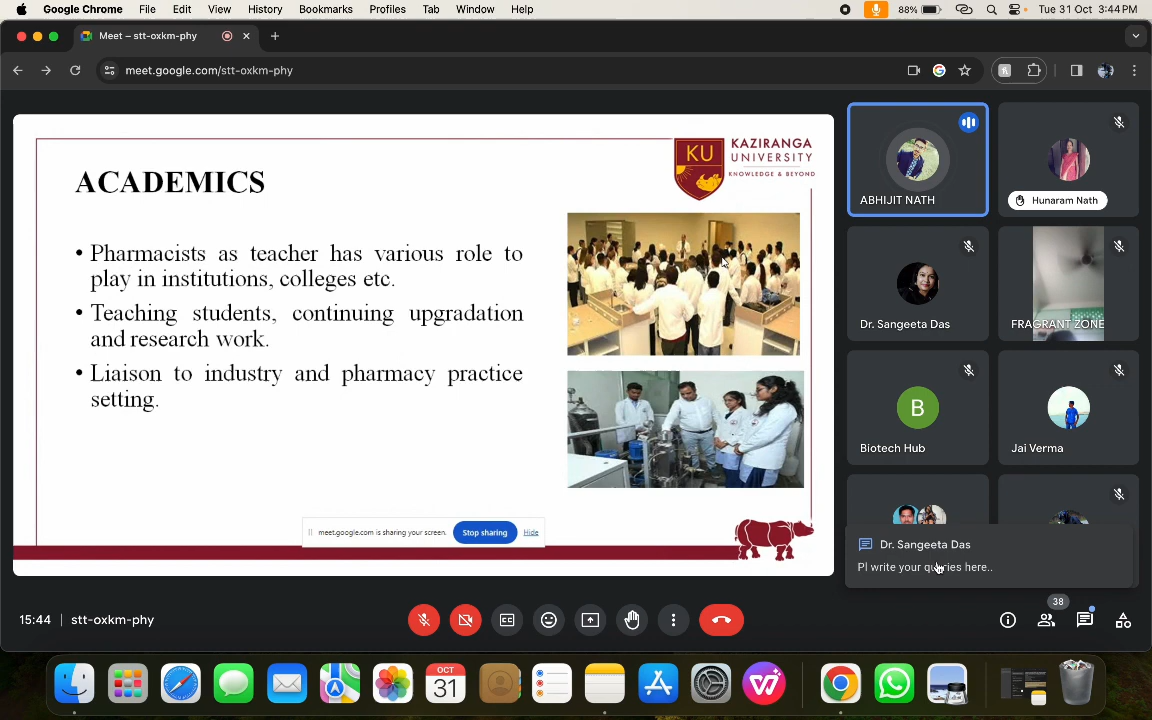 Google Chrome File Edit View History Bookmarks Profiles Tab Window Help 88% Tue 31 Oct 3:44 PM
Meet – stt-oxkm-phy
meet.google.com/stt-oxkm-phy
KU
KAZIRANGA
UNIVERSITY
KNOWLEDGE & BEYOND
ACADEMICS
• Pharmacists as teacher has various role to
play in institutions, colleges etc.
• Teaching students, continuing upgradation
and research work.
• Liaison to industry and pharmacy practice
setting.
meet.google.com is sharing your screen. Stop sharing Hide
ABHIJIT NATH
Hunaram Nath
Dr. Sangeeta Das
FRAGRANT ZONE
B
Biotech Hub
Jai Verma
Dr. Sangeeta Das
Pl write your queries here..
15:44 | stt-oxkm-phy
CC
38
OCT
31